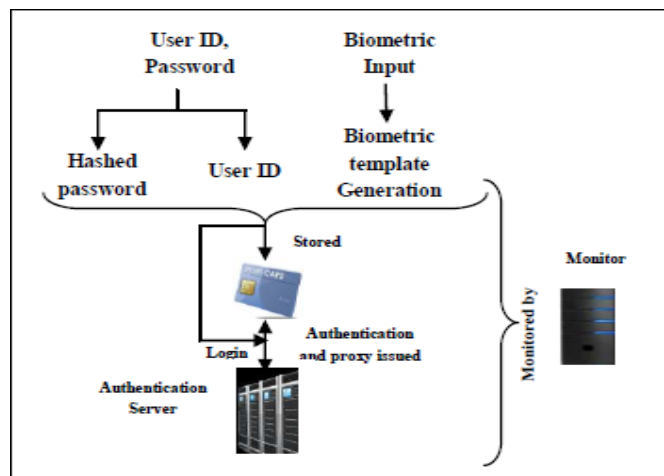 User ID,
Password
Biometric
Input
Hashed
password
User ID
Biometric
template
Generation
Stored
Monitor
Monitored by
Login
Authentication
and proxy issued
Authentication
Server